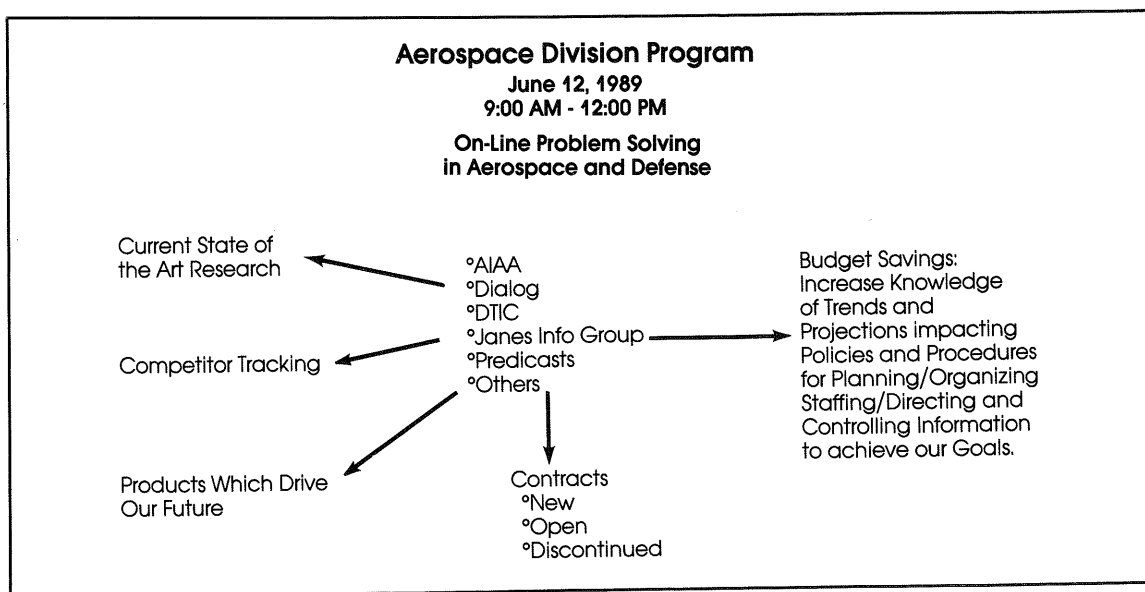 Aerospace Division Program
June 12, 1989
9:00 AM - 12:00 PM
On-Line Problem Solving
in Aerospace and Defense
Current State of
the Art Research
Competitor Tracking
Products Which Drive
Our Future
°AIAA
°Dialog
°DTIC
°Janes Info Group
°Predicasts
°Others
Contracts
°New
°Open
°Discontinued
Budget Savings:
Increase Knowledge
of Trends and
Projections impacting
Policies and Procedures
for Planning/Organizing
Staffing/Directing and
Controlling Information
to achieve our Goals.